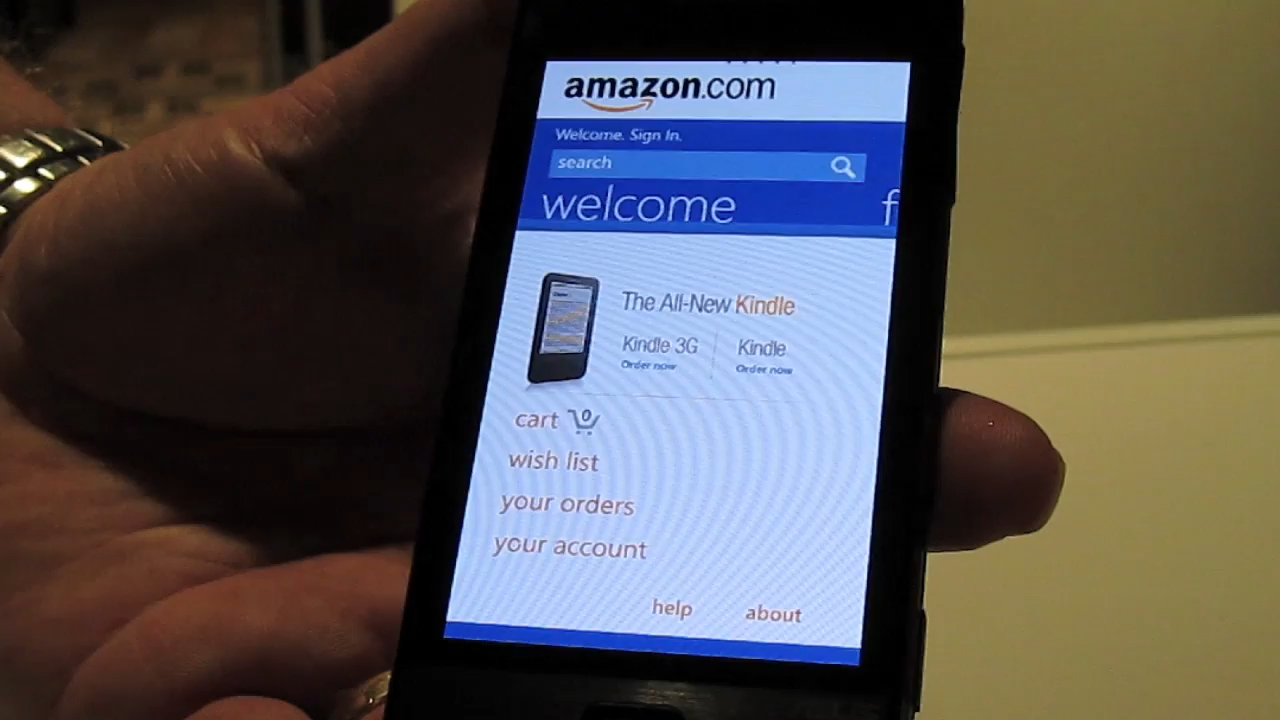 amazon.com
Welcome. Sign In.
search
welcome f
The All-New Kindle
Kindle 3G Kindle
Order now Order now
cart 0
wish list
your orders
your account
help about